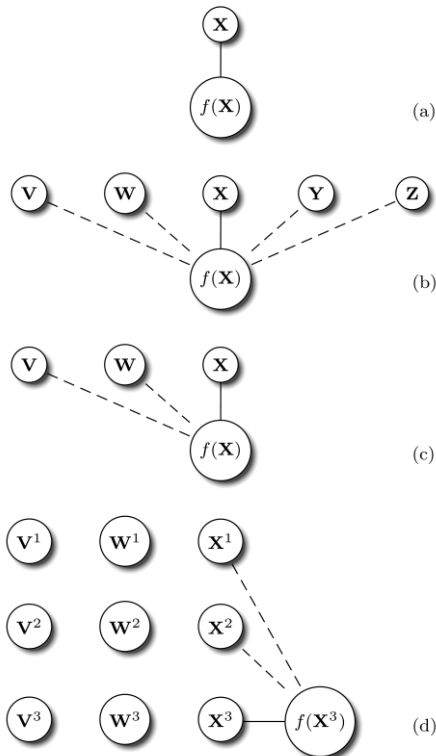 X
f(X)
(a)
V W X Y Z
f(X)
(b)
V W X
f(X)
(c)
V¹ W¹ X¹
V² W² X²
V³ W³ X³ f(X³)
(d)